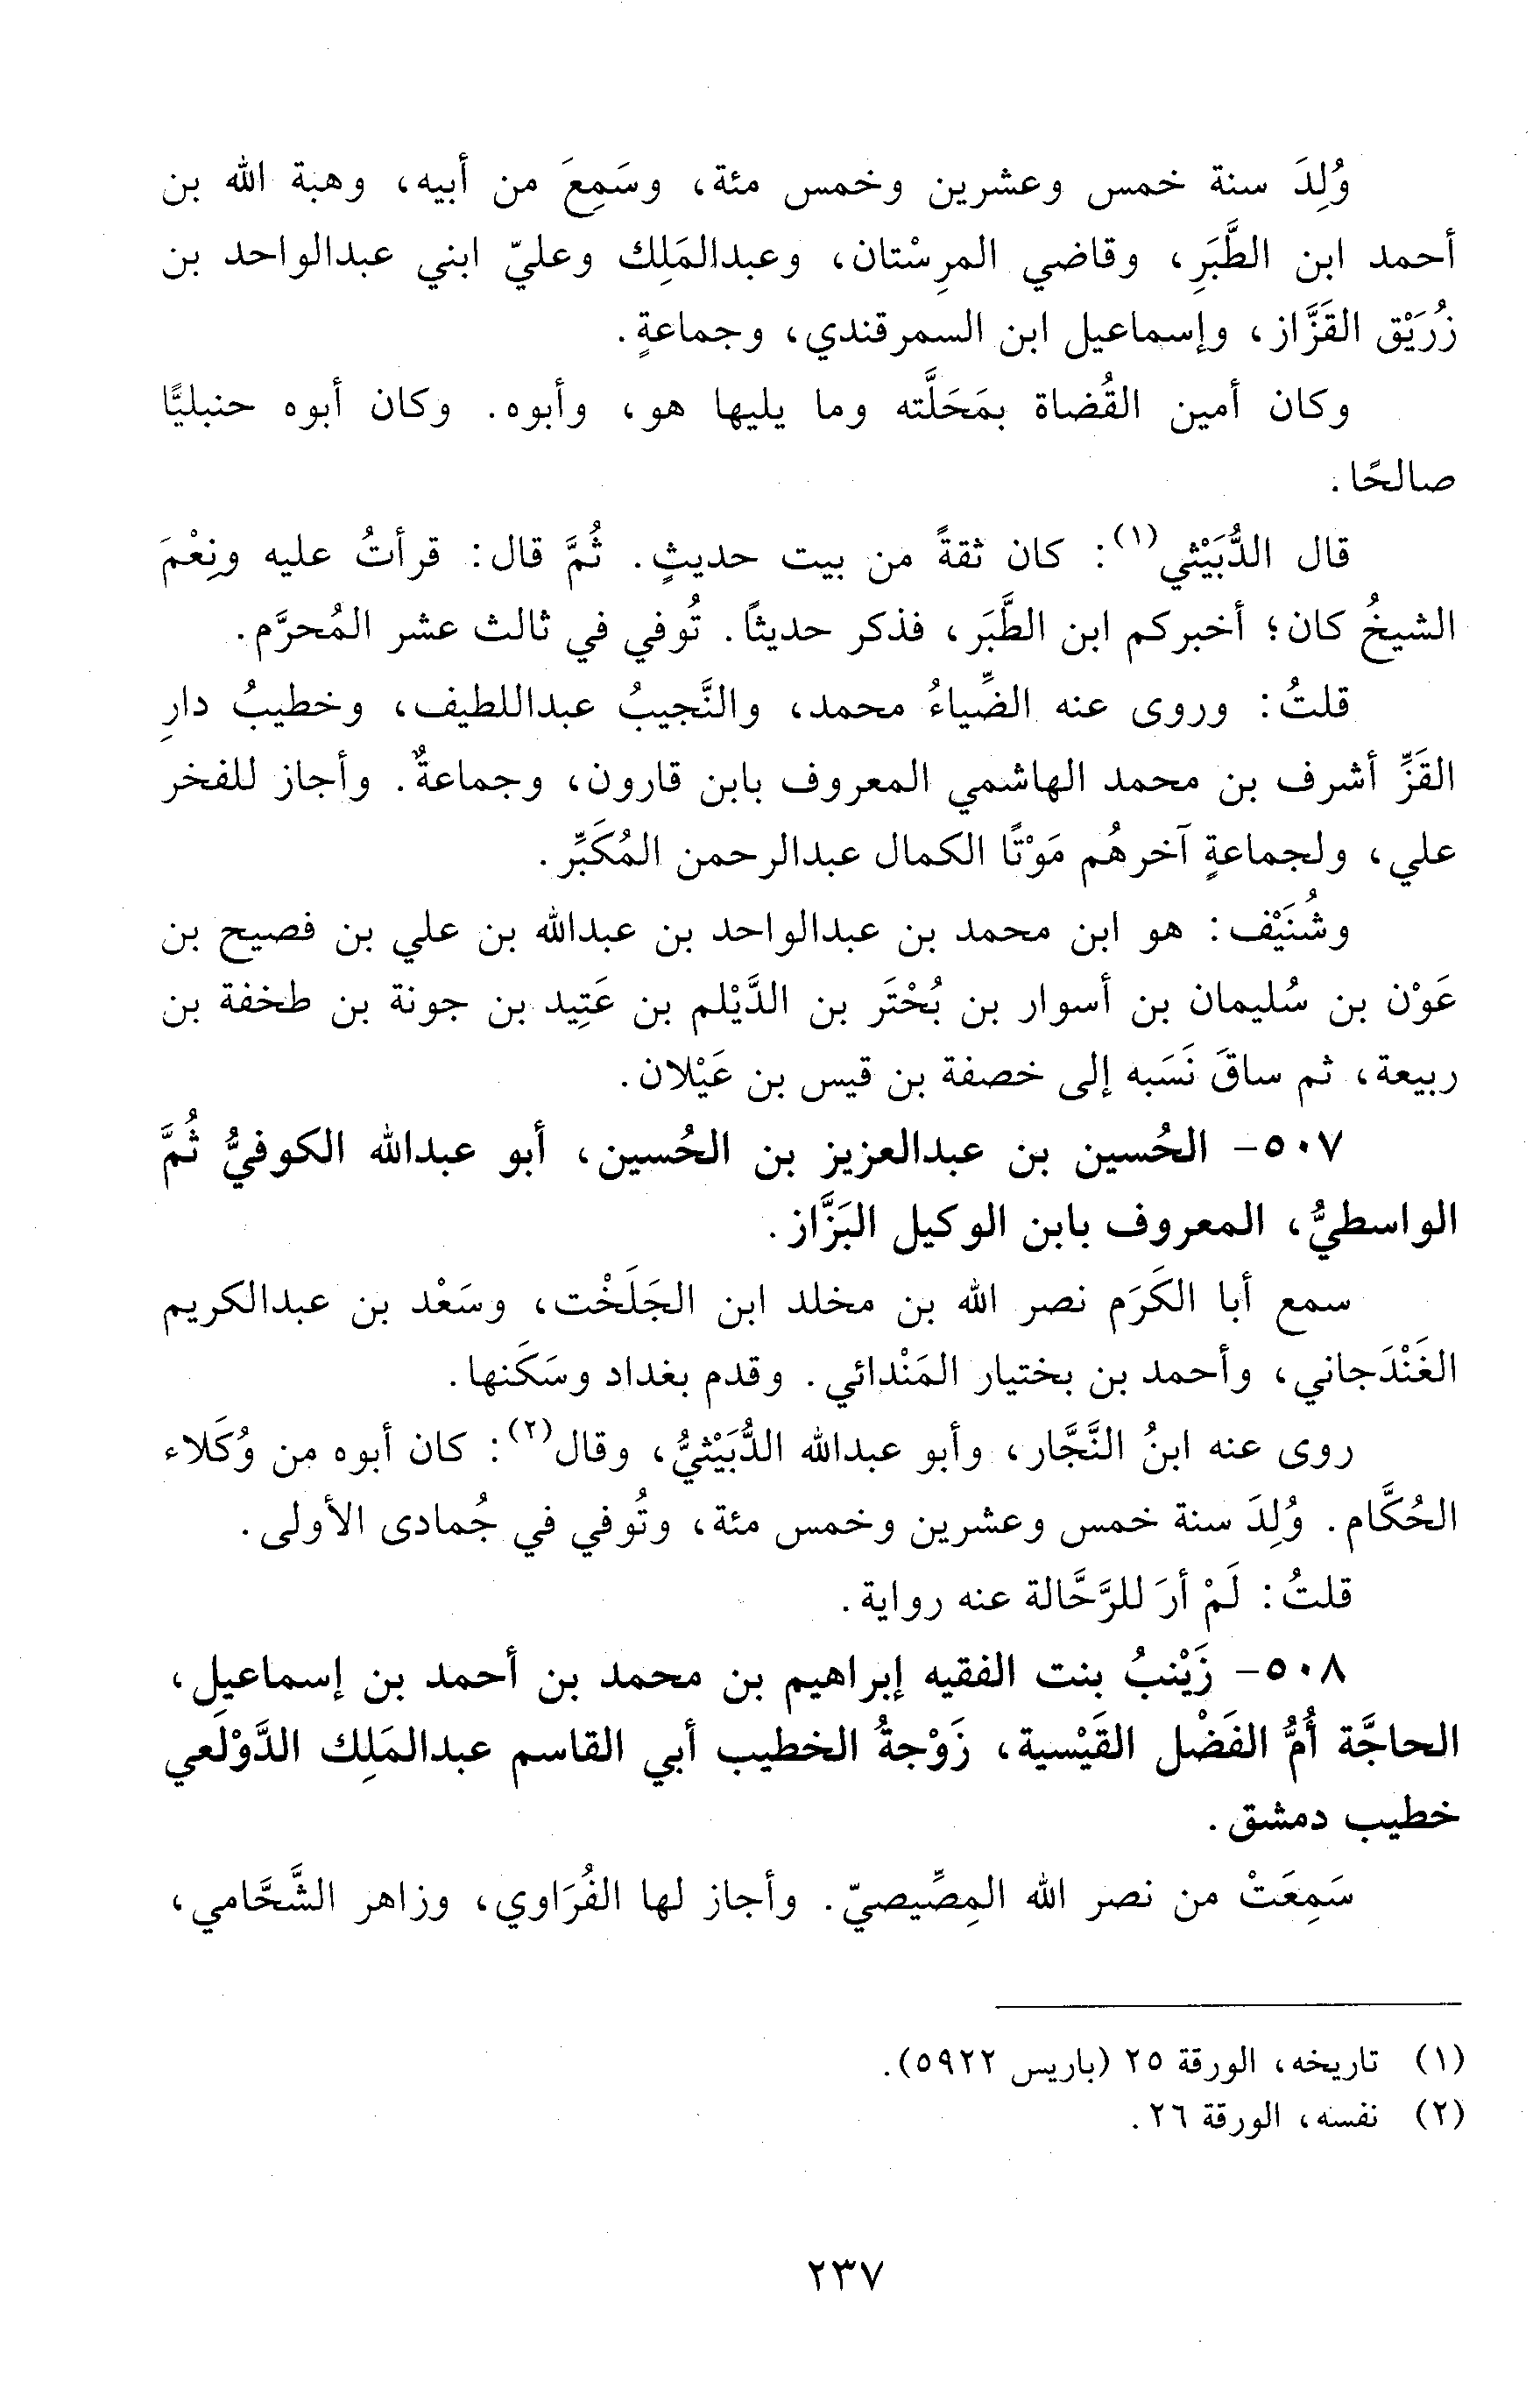 وُلِدَ سنة خمس وعشرين وخمس مئة، وسَمِعَ من أبيه، وهبة الله بن
أحمد ابن الطَّبَرِ، وقاضي المرِسْتان، وعبدالمَلِك وعليّ ابني عبدالواحد بن
زُرَيْق القَزَّاز، وإسماعيل ابن السمرقندي، وجماعةٍ.
وكان أمين القُضاة بمَحَلَّته وما يليها هو، وأبوه. وكان أبوه حنبليًّا
صالحًا.
قال الدُّبَيْثي(١): كان ثقةً من بيت حديثٍ. ثُمَّ قال: قرأتُ عليه ونِعْمَ
الشيخُ كان؛ أخبركم ابن الطَّبَر، فذكر حديثاً. تُوفي في ثالث عشر المُحرَّم.
قلتُ: وروى عنه الضِّياءُ محمد، والنَّجيبُ عبداللطيف، وخطيبُ دارِ
القَزِّ أشرف بن محمد الهاشمي المعروف بابن قارون، وجماعةٌ. وأجاز للفخر
علي، ولجماعةٍ آخرهُم مَوْتًا الكمال عبدالرحمن المُكَبِّر.
وشُنَيْف: هو ابن محمد بن عبدالواحد بن عبدالله بن علي بن فصيح بن
عَوْن بن سُليمان بن أسوار بن بُحْتَر بن الدَّيْلم بن عَتِيد بن جونة بن طخفة بن
ربيعة، ثم ساقَ نَسَبه إلى خصفة بن قيس بن عَيْلان.
٥٠٧- الحُسين بن عبدالعزيز بن الحُسين، أبو عبدالله الكوفيُّ ثُمَّ
الواسطيُّ، المعروف بابن الوكيل البَزَّاز.
سمع أبا الكَرَم نصر الله بن مخلد ابن الجَلَخْت، وسَعْد بن عبدالكريم
الغَنْدَجاني، وأحمد بن بختيار المَنْدائي. وقدم بغداد وسَكَنها.
روى عنه ابنُ النَّجَّار، وأبو عبدالله الدُّبَيْثيُّ، وقال(٢): كان أبوه من وُكَلاء
الحُكَّام. وُلِدَ سنة خمس وعشرين وخمس مئة، وتُوفي في جُمادى الأولى.
قلتُ: لَمْ أرَ للرَّحَّالة عنه رواية.
٥٠٨- زَيْنبُ بنت الفقيه إبراهيم بن محمد بن أحمد بن إسماعيل،
الحاجَّة أُمُّ الفَضْل القَيْسية، زَوْجةُ الخطيب أبي القاسم عبدالمَلِك الدَّوْلَعي
خطيب دمشق.
سَمِعَتْ من نصر الله المِصِّيصيّ. وأجاز لها الفُرَاوي، وزاهر الشَّحَّامي،
(١) تاريخه، الورقة ٢٥ (باريس ٥٩٢٢).
(٢) نفسه، الورقة ٢٦.
٢٣٧